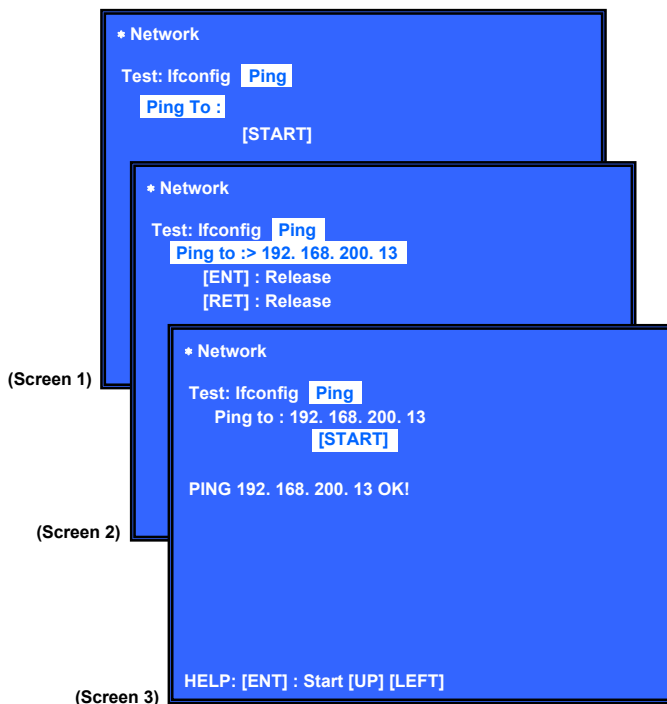 * Network
Test: Ifconfig Ping
Ping To :
[START]
(Screen 1)
* Network
Test: Ifconfig Ping
Ping to :> 192. 168. 200. 13
[ENT] : Release
[RET] : Release
(Screen 2)
* Network
Test: Ifconfig Ping
Ping to : 192. 168. 200. 13
[START]
PING 192. 168. 200. 13 OK!
HELP: [ENT] : Start [UP] [LEFT]
(Screen 3)